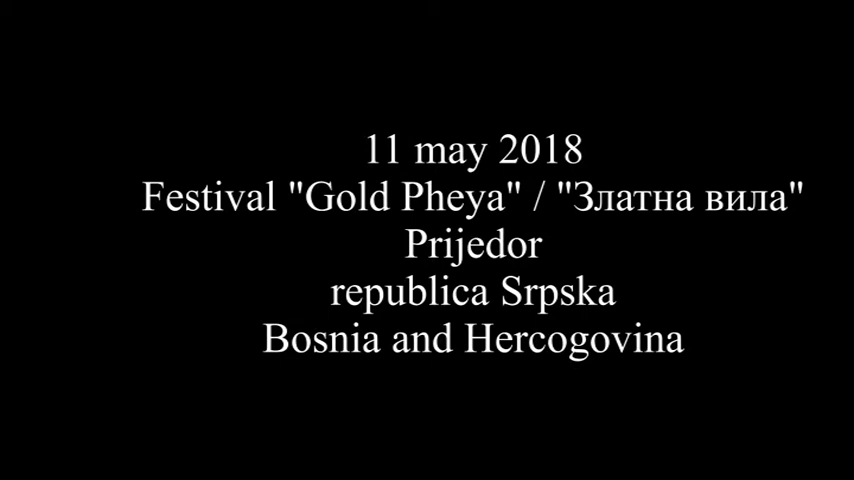 11 may 2018
Festival "Gold Pheya" / "Златна вила"
Prijedor
republica Srpska
Bosnia and Hercogovina